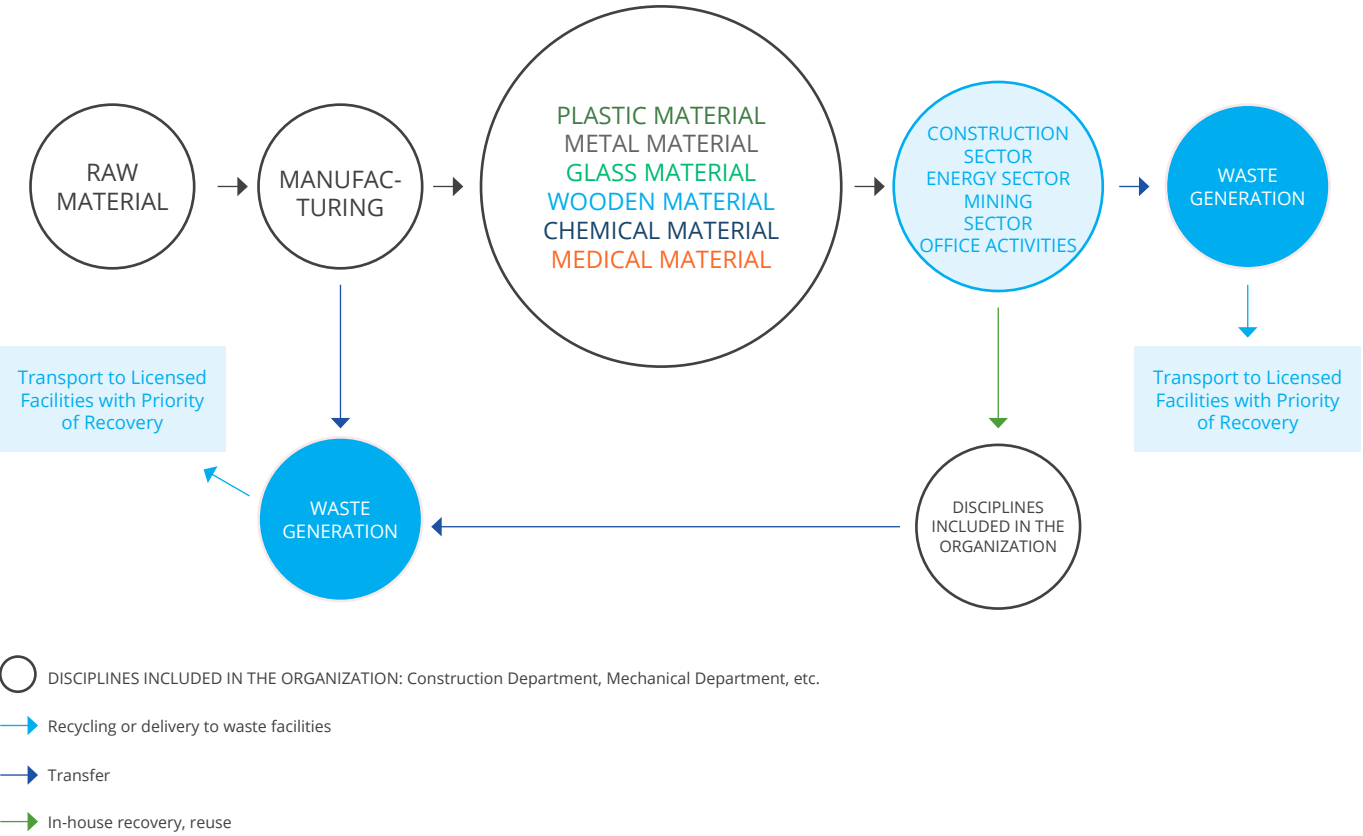 RAW
MATERIAL
MANUFAC-
TURING
PLASTIC MATERIAL
METAL MATERIAL
GLASS MATERIAL
WOODEN MATERIAL
CHEMICAL MATERIAL
MEDICAL MATERIAL
CONSTRUCTION
SECTOR
ENERGY SECTOR
MINING
SECTOR
OFFICE ACTIVITIES
WASTE
GENERATION
Transport to Licensed
Facilities with Priority
of Recovery
Transport to Licensed
Facilities with Priority
of Recovery
WASTE
GENERATION
DISCIPLINES
INCLUDED IN THE
ORGANIZATION
DISCIPLINES INCLUDED IN THE ORGANIZATION: Construction Department, Mechanical Department, etc.
Recycling or delivery to waste facilities
Transfer
In-house recovery, reuse